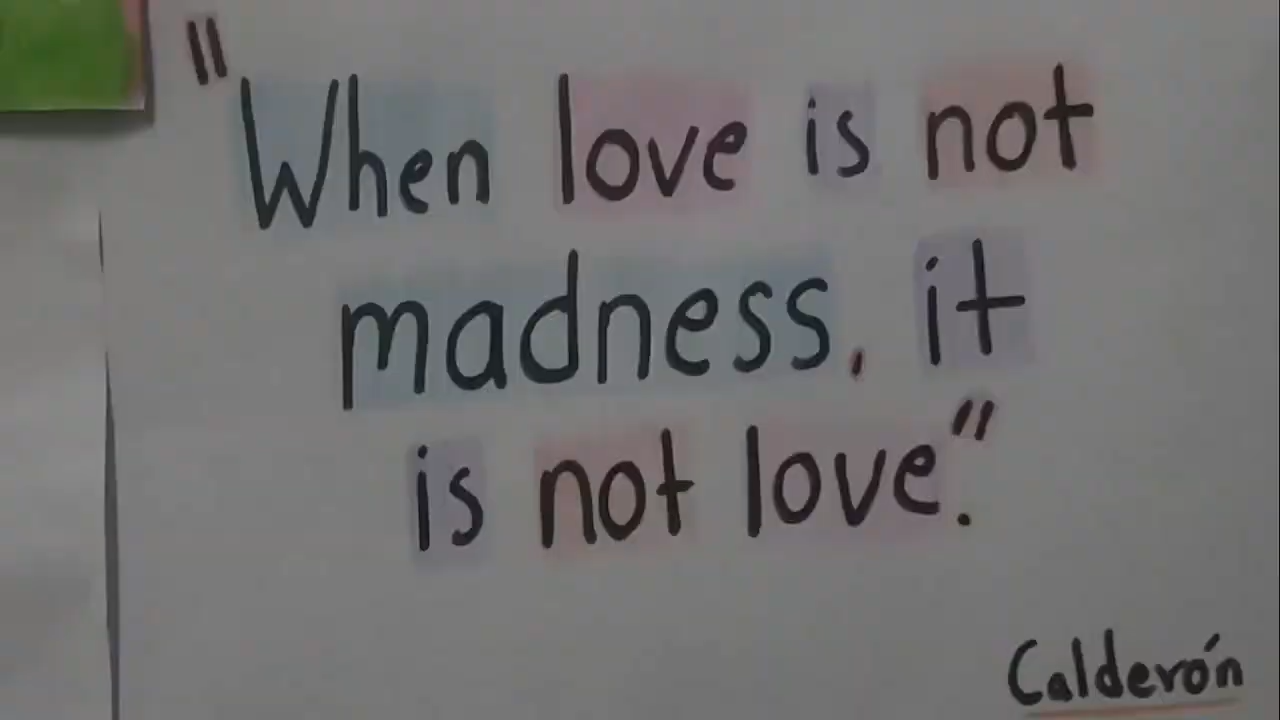 "When love is not
madness, it
is not love."
Calderón